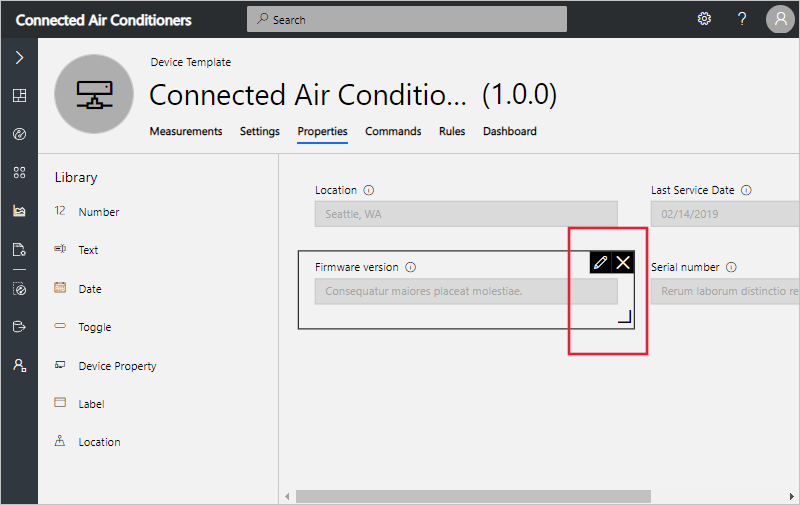 Connected Air Conditioners
Search
?
Device Template
Connected Air Conditio... (1.0.0)
Measurements Settings Properties Commands Rules Dashboard
Library
12 Number
Text
Date
Toggle
Device Property
Label
Location
Location
Last Service Date
Seattle, WA
02/14/2019
Firmware version
Serial number
Consequatur maiores placeat molestiae.
Rerum laborum distinctio re